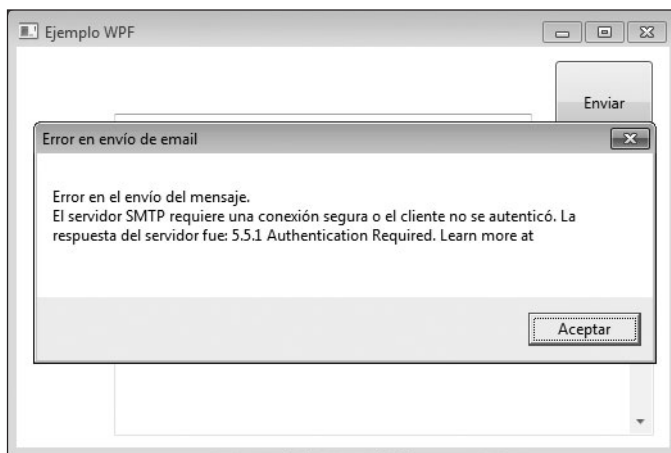 Ejemplo WPF
Enviar
Error en envío de email
Error en el envío del mensaje.
El servidor SMTP requiere una conexión segura o el cliente no se autenticó. La
respuesta del servidor fue: 5.5.1 Authentication Required. Learn more at
Aceptar